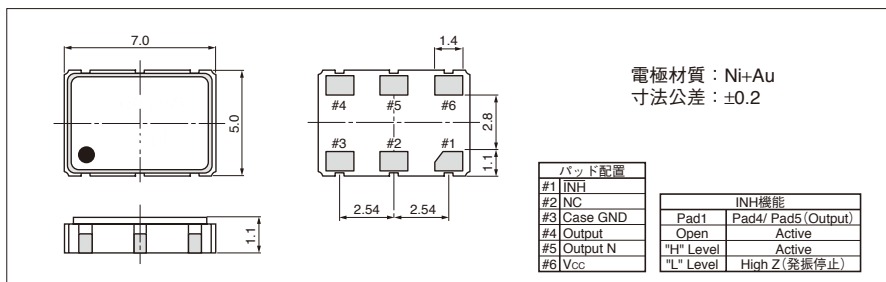 7.0
5.0
1.1
1.4
#4 #5 #6
#3 #2 #1
2.8
1.1
2.54 2.54
電極材質：Ni+Au
寸法公差：±0.2
パッド配置
#1 INH
#2 NC
#3 Case GND
#4 Output
#5 Output N
#6 Vcc
INH機能
Pad1 Pad4/ Pad5(Output)
Open Active
"H" Level Active
"L" Level High Z(発振停止)